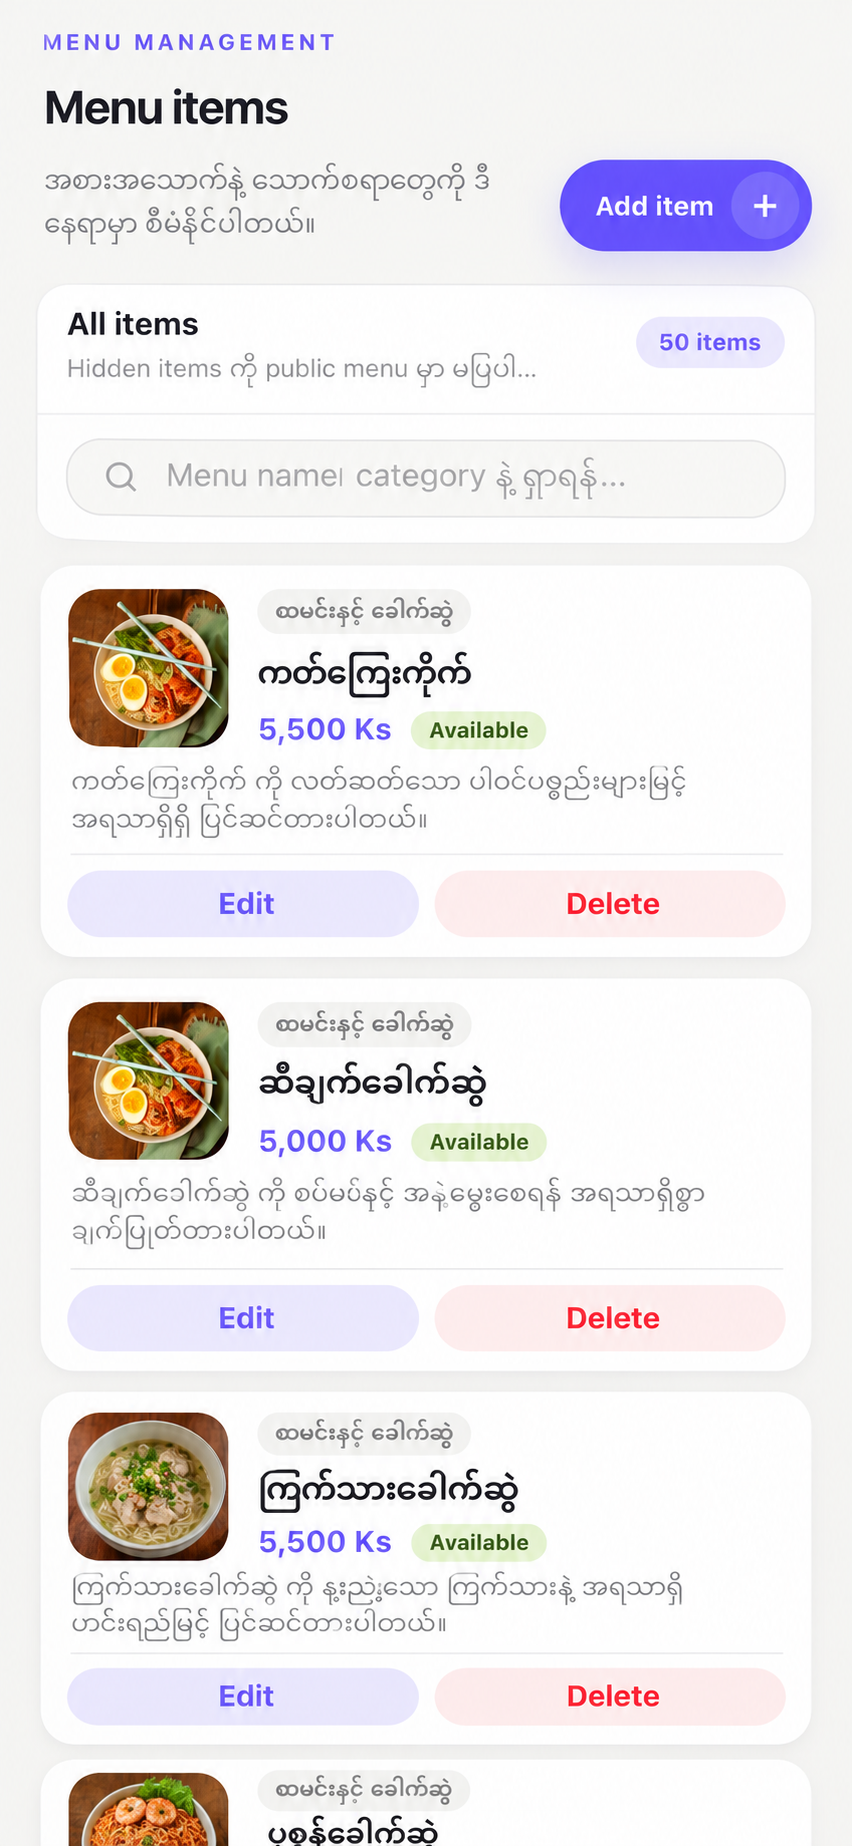 MENU MANAGEMENT
Menu items
အစားအသောက်နဲ့ သောက်စရာတွေကို ဒီ
နေရာမှာ စီမံနိုင်ပါတယ်။
Add item +
All items
50 items
Hidden items ကို public menu မှာ မပြပါ...
Menu name၊ category နဲ့ ရှာရန်...
ထမင်းနှင့် ခေါက်ဆွဲ
ကတ်ကြေးကိုက်
5,500 Ks Available
ကတ်ကြေးကိုက် ကို လတ်ဆတ်သော ပါဝင်ပစ္စည်းများမြင့်
အရသာရှိရှိ ပြင်ဆင်တားပါတယ်။
Edit Delete
ထမင်းနှင့် ခေါက်ဆွဲ
ဆီချက်ခေါက်ဆွဲ
5,000 Ks Available
ဆီချက်ခေါက်ဆွဲ ကို စပ်မပ်နှင့် အနဲ့မွှေးစေရန် အရသာရှိစွာ
ချက်ပြုတ်တားပါတယ်။
Edit Delete
ထမင်းနှင့် ခေါက်ဆွဲ
ကြက်သားခေါက်ဆွဲ
5,500 Ks Available
ကြက်သားခေါက်ဆွဲ ကို ကြက်သားနဲ့ အရသာရှိ
ဟင်းရည်မြင့် ပြင်ဆင်တားပါတယ်။
Edit Delete
ထမင်းနှင့် ခေါက်ဆွဲ
ပုစွန်ခေါက်ဆွဲ